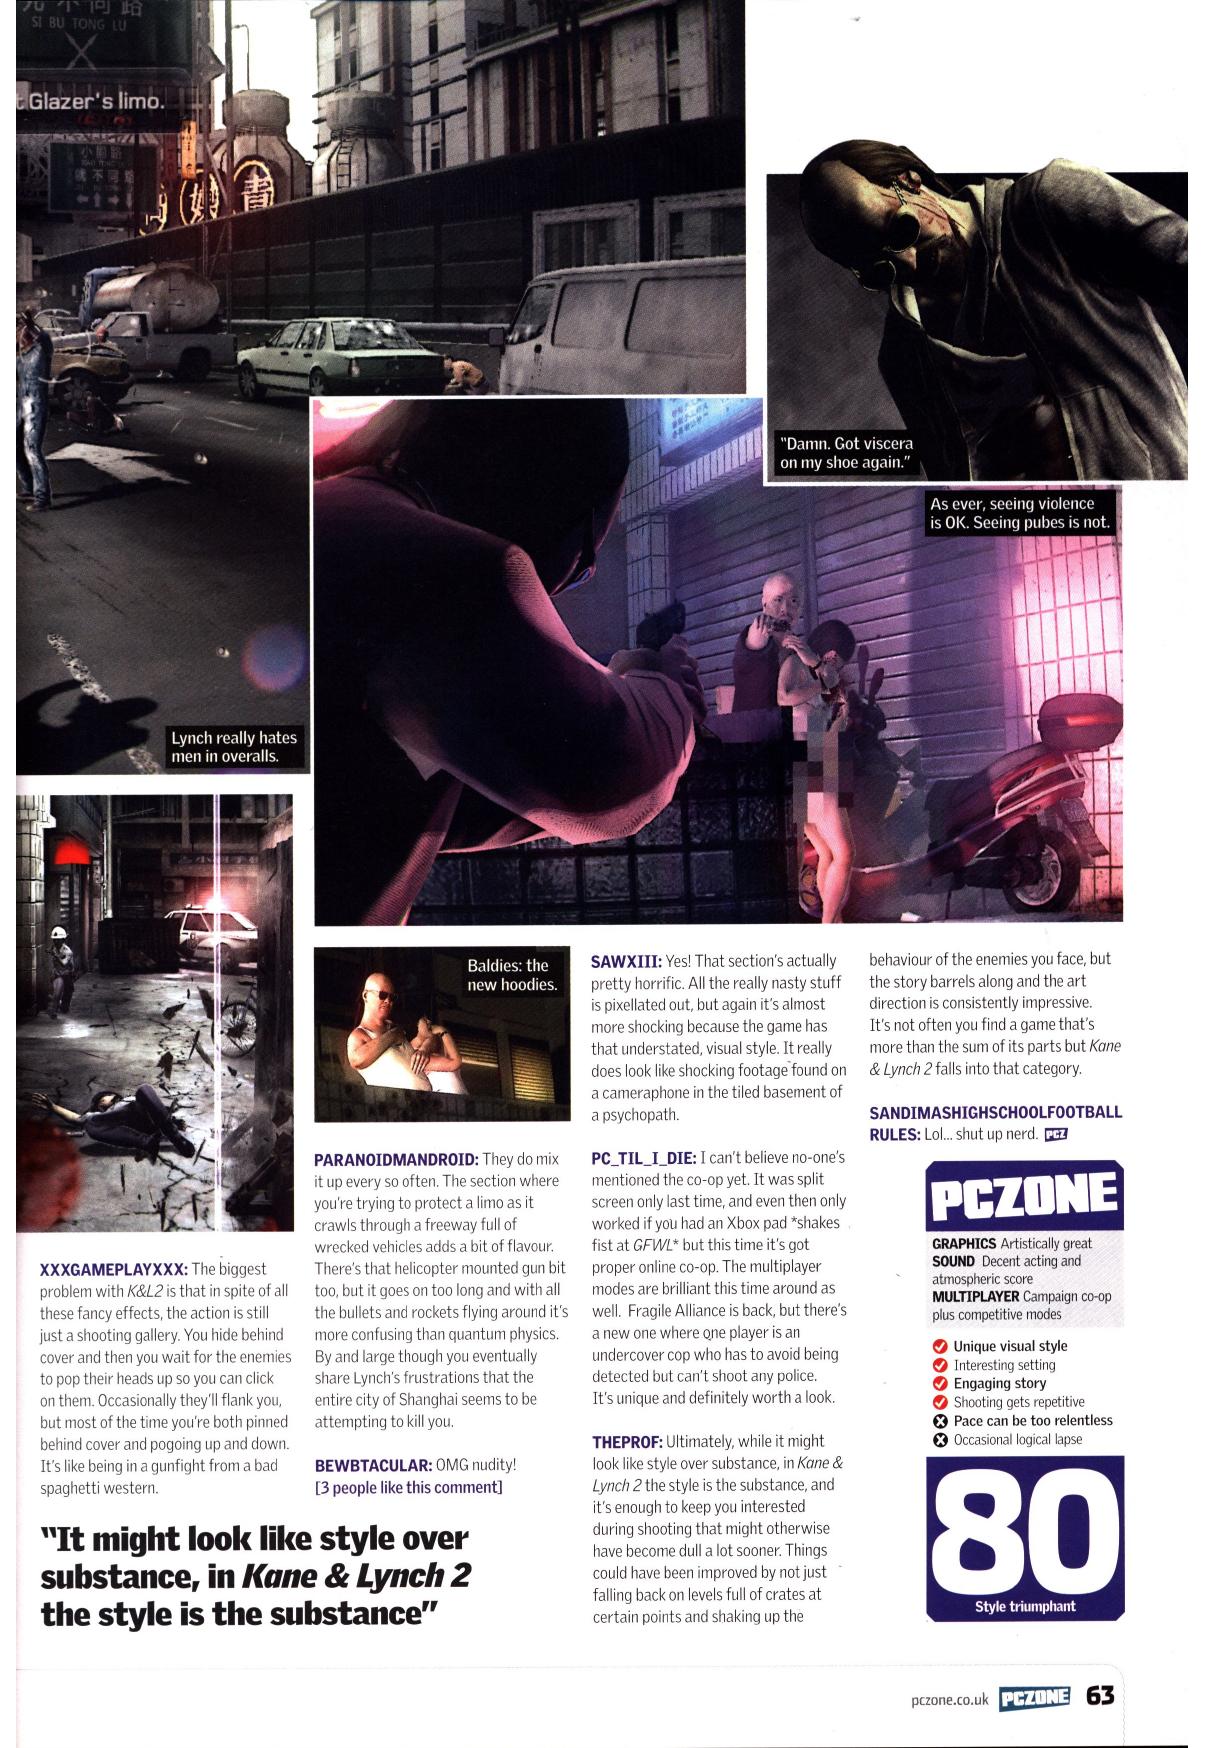 SI BU TONG LU
t Glazer's limo.
"Damn. Got viscera
on my shoe again."
As ever, seeing violence
is OK. Seeing pubes is not.
Lynch really hates
men in overalls.
Baldies: the
new hoodies.
XXXGAMEPLAYXXX: The biggest
problem with K&L2 is that in spite of all
these fancy effects, the action is still
just a shooting gallery. You hide behind
cover and then you wait for the enemies
to pop their heads up so you can click
on them. Occasionally they'll flank you,
but most of the time you're both pinned
behind cover and pogoing up and down.
It's like being in a gunfight from a bad
spaghetti western.
PARANOIDMANDROID: They do mix
it up every so often. The section where
you're trying to protect a limo as it
crawls through a freeway full of
wrecked vehicles adds a bit of flavour.
There's that helicopter mounted gun bit
too, but it goes on too long and with all
the bullets and rockets flying around it's
more confusing than quantum physics.
By and large though you eventually
share Lynch's frustrations that the
entire city of Shanghai seems to be
attempting to kill you.
BEWBTACULAR: OMG nudity!
[3 people like this comment]
"It might look like style over
substance, in Kane & Lynch 2
the style is the substance"
SAWXIII: Yes! That section's actually
pretty horrific. All the really nasty stuff
is pixellated out, but again it's almost
more shocking because the game has
that understated, visual style. It really
does look like shocking footage found on
a cameraphone in the tiled basement of
a psychopath.
PC_TIL_I_DIE: I can't believe no-one's
mentioned the co-op yet. It was split
screen only last time, and even then only
worked if you had an Xbox pad *shakes
fist at GFWL* but this time it's got
proper online co-op. The multiplayer
modes are brilliant this time around as
well. Fragile Alliance is back, but there's
a new one where one player is an
undercover cop who has to avoid being
detected but can't shoot any police.
It's unique and definitely worth a look.
THEPROF: Ultimately, while it might
look like style over substance, in Kane &
Lynch 2 the style is the substance, and
it's enough to keep you interested
during shooting that might otherwise
have become dull a lot sooner. Things
could have been improved by not just
falling back on levels full of crates at
certain points and shaking up the
behaviour of the enemies you face, but
the story barrels along and the art
direction is consistently impressive.
It's not often you find a game that's
more than the sum of its parts but Kane
& Lynch 2 falls into that category.
SANDIMASHIGHSCHOOLFOOTBALL
RULES: Lol... shut up nerd. PCZ
PCZONE
GRAPHICS Artistically great
SOUND Decent acting and
atmospheric score
MULTIPLAYER Campaign co-op
plus competitive modes
Unique visual style
Interesting setting
Engaging story
Shooting gets repetitive
Pace can be too relentless
Occasional logical lapse
80
Style triumphant
pczone.co.uk PCZONE 63